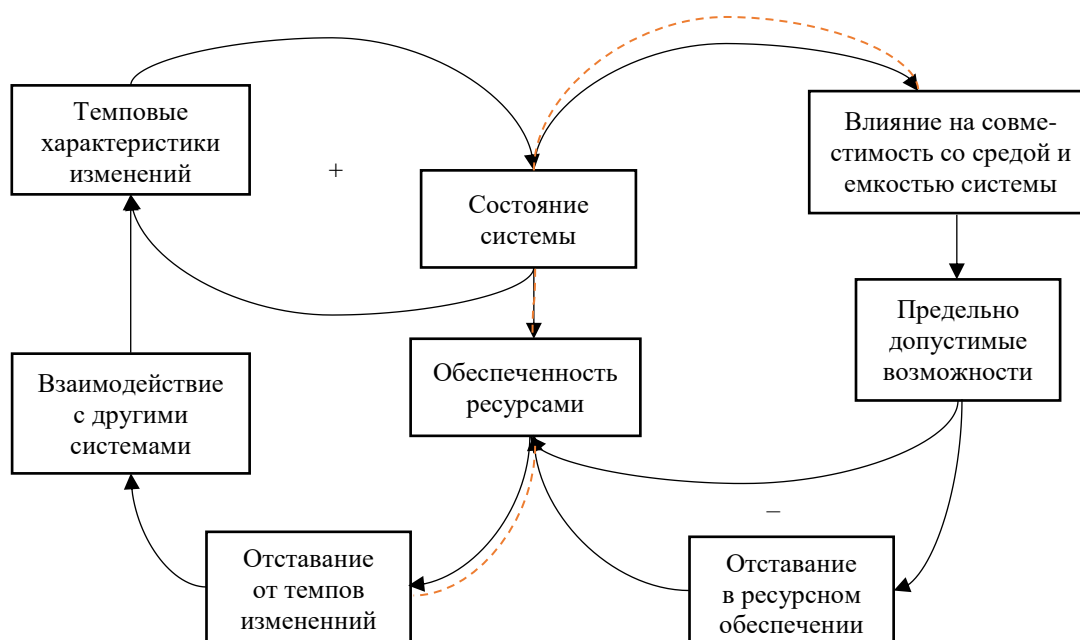 Темповые
характеристики
изменений
+
Состояние
системы
Влияние на совме-
стимость со средой и
емкостью системы
Предельно
допустимые
возможности
Обеспеченность
ресурсами
Взаимодействие
с другими
системами
–
Отставание
от темпов
измененний
Отставание
в ресурсном
обеспечении